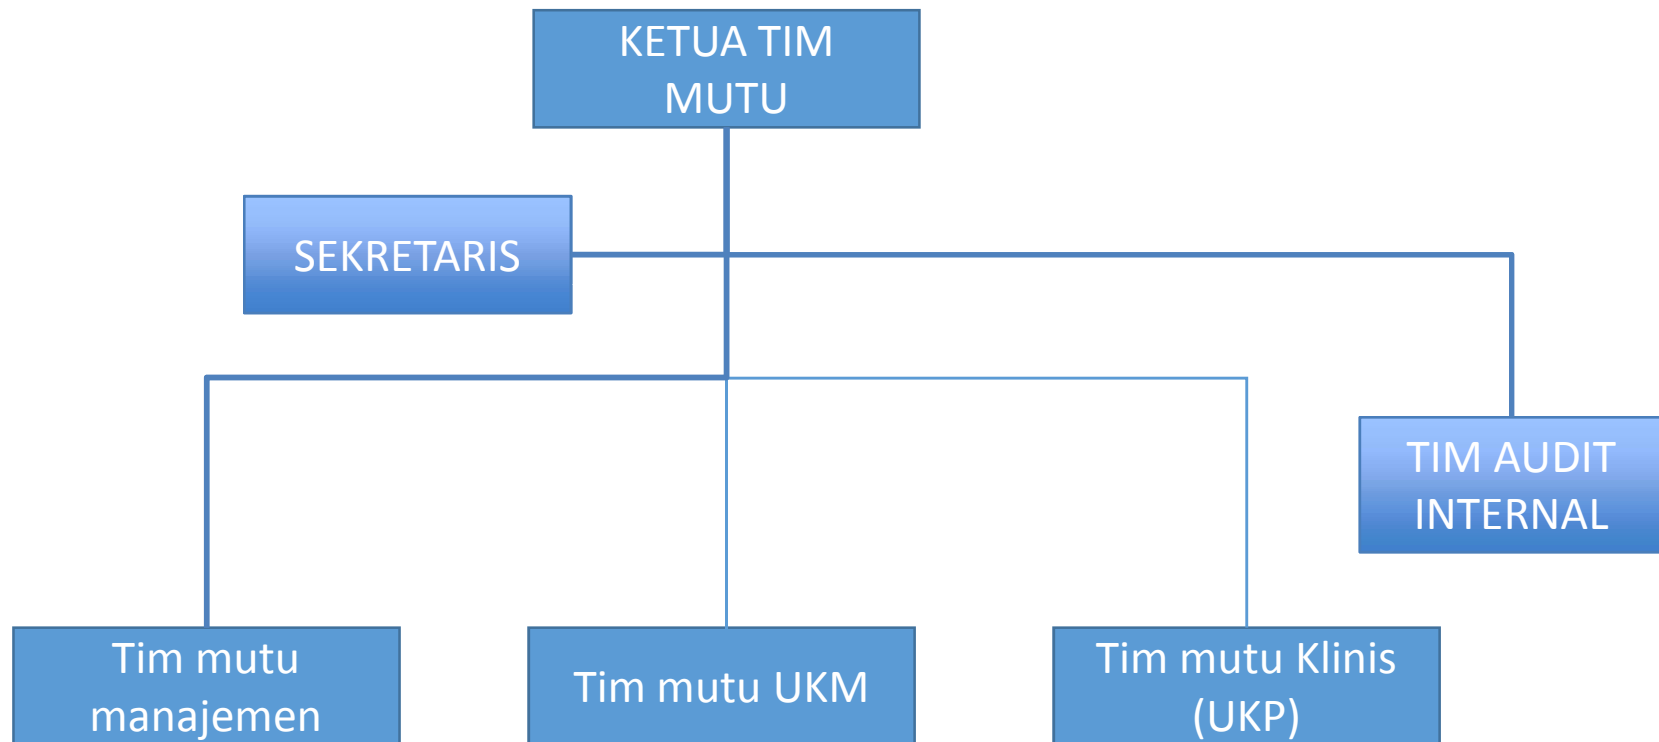 KETUA TIM
MUTU
SEKRETARIS
TIM AUDIT
INTERNAL
Tim mutu
manajemen
Tim mutu UKM
Tim mutu Klinis
(UKP)